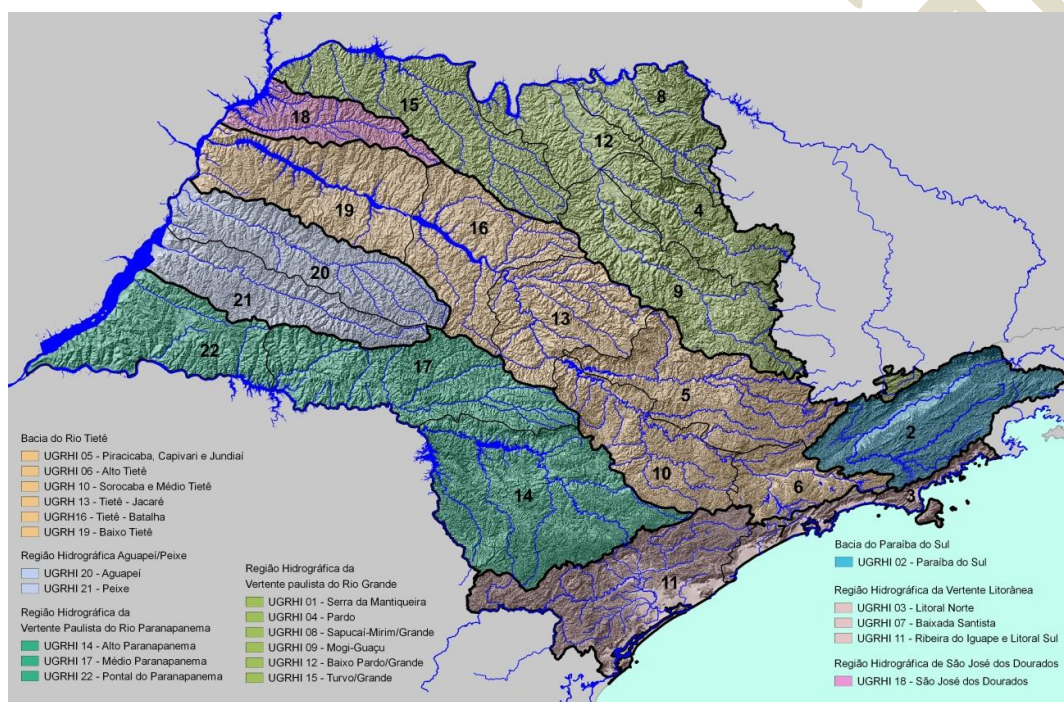 15
8
18
12
4
19
16
20
9
21
13
22
17
5
1
2
10
6
3
14
11
Bacia do Rio Tietê
UGRHI 05 - Piracicaba, Capivari e Jundiaí
UGRHI 06 - Alto Tietê
UGRH 10 - Sorocaba e Médio Tietê
UGRH 13 - Tietê - Jacaré
UGRH16 - Tietê - Batalha
UGRH 19 - Baixo Tietê
Região Hidrográfica Aguapeí/Peixe
UGRHI 20 - Aguapeí
UGRHI 21 - Peixe
Região Hidrográfica da
Vertente Paulista do Rio Paranapanema
UGRHI 14 - Alto Paranapanema
UGRHI 17 - Médio Paranapanema
UGRHI 22 - Pontal do Paranapanema
Região Hidrográfica da
Vertente paulista do Rio Grande
UGRHI 01 - Serra da Mantiqueira
UGRHI 04 - Pardo
UGRHI 08 - Sapucaí-Mirim/Grande
UGRHI 09 - Mogi-Guaçu
UGRHI 12 - Baixo Pardo/Grande
UGRHI 15 - Turvo/Grande
Bacia do Paraíba do Sul
UGRHI 02 - Paraíba do Sul
Região Hidrográfica da Vertente Litorânea
UGRHI 03 - Litoral Norte
UGRHI 07 - Baixada Santista
UGRHI 11 - Ribeira do Iguape e Litoral Sul
Região Hidrográfica de São José dos Dourados
UGRHI 18 - São José dos Dourados